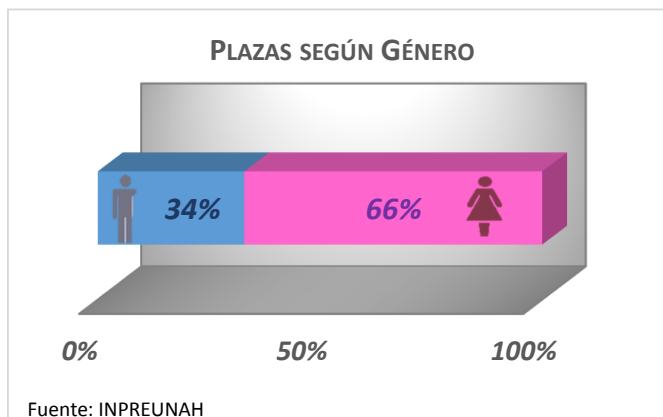 PLAZAS SEGÚN GÉNERO
34% 66%
0% 50% 100%
Fuente: INPREUNAH